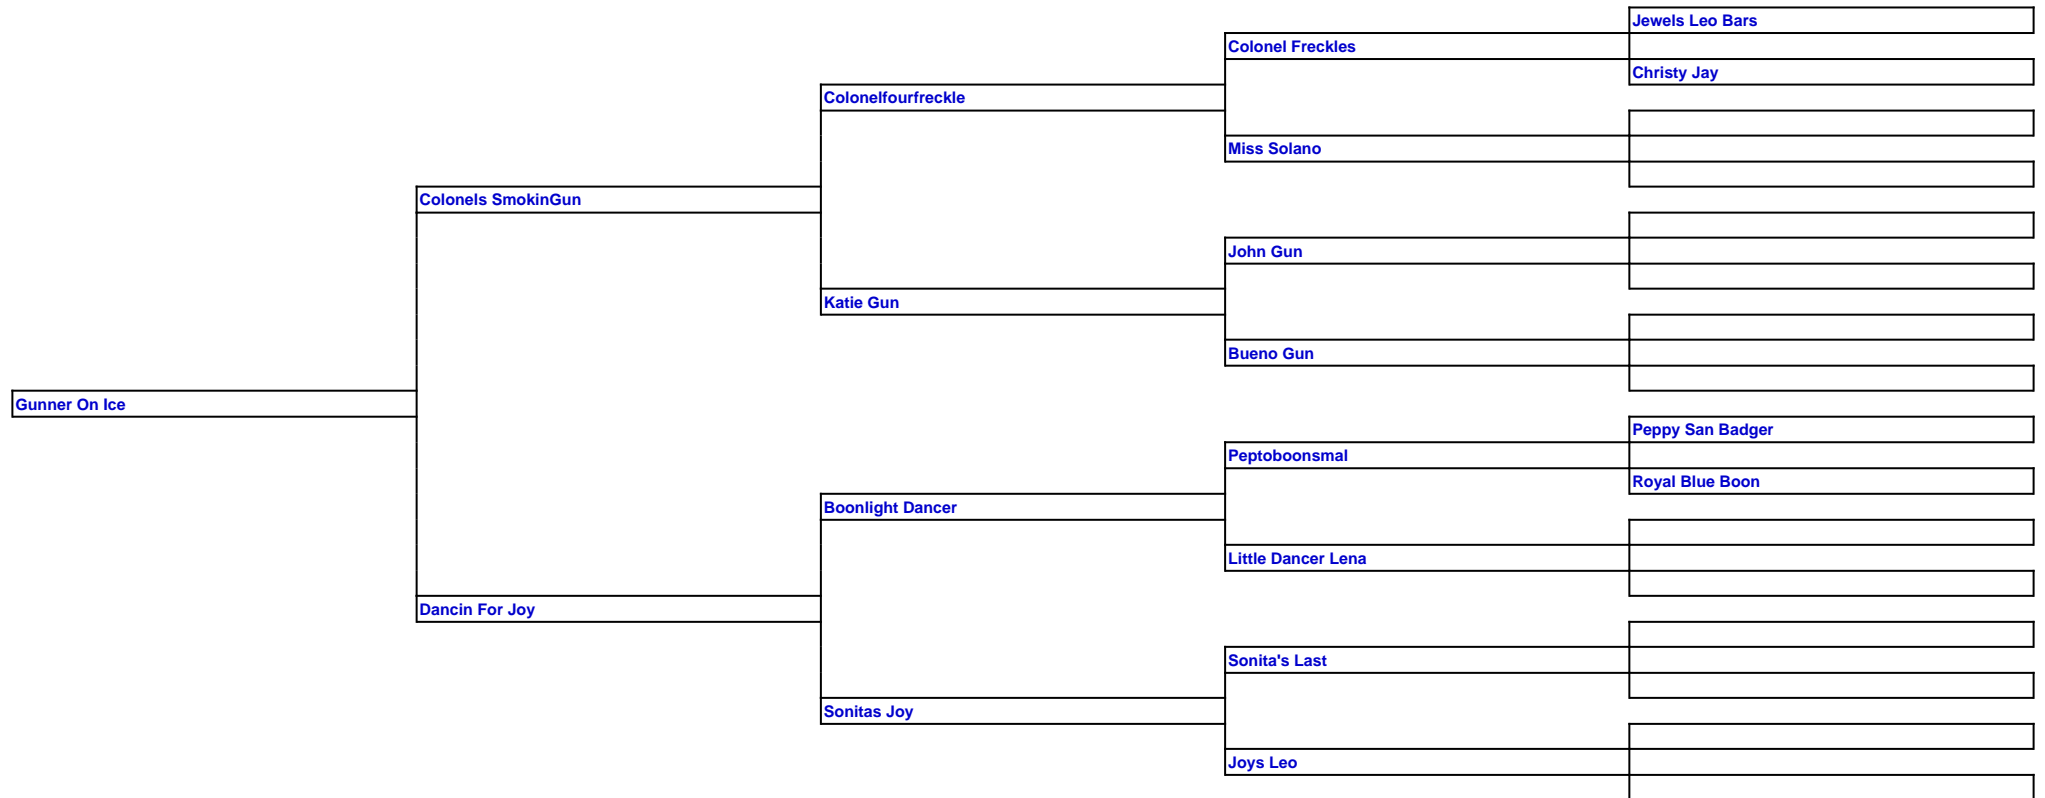 Jewels Leo Bars
Colonel Freckles
Christy Jay
Colonelfourfreckle
Miss Solano
Colonels SmokinGun
John Gun
Katie Gun
Bueno Gun
Gunner On Ice
Peppy San Badger
Peptoboonsmal
Royal Blue Boon
Boonlight Dancer
Little Dancer Lena
Dancin For Joy
Sonita's Last
Sonitas Joy
Joys Leo